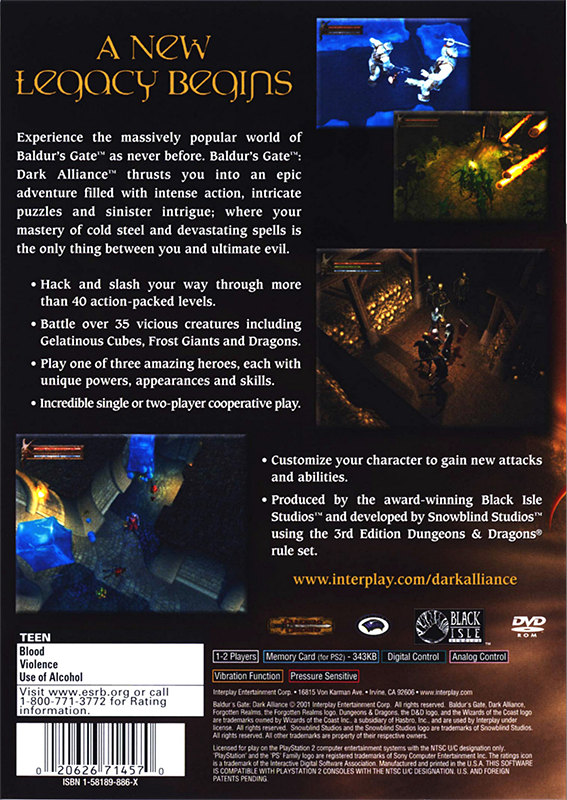 A NEW
LEGACY BEGINS
Experience the massively popular world of
Baldur's Gate™ as never before. Baldur's Gate™:
Dark Alliance™ thrusts you into an epic
adventure filled with intense action, intricate
puzzles and sinister intrigue; where your
mastery of cold steel and devastating spells is
the only thing between you and ultimate evil.
• Hack and slash your way through more
than 40 action-packed levels.
• Battle over 35 vicious creatures including
Gelatinous Cubes, Frost Giants and Dragons.
• Play one of three amazing heroes, each with
unique powers, appearances and skills.
• Incredible single or two-player cooperative play.
• Customize your character to gain new attacks
and abilities.
• Produced by the award-winning Black Isle
Studios™ and developed by Snowblind Studios™
using the 3rd Edition Dungeons & Dragons®
rule set.
www.interplay.com/darkalliance
BLACK
ISLE
STUDIOS
™
DVD
ROM
TEEN
Blood
Violence
Use of Alcohol
Visit www.esrb.org or call
1-800-771-3772 for Rating
information.
1-2 Players
Memory Card (for PS2) - 343KB
Digital Control
Analog Control
Vibration Function
Pressure Sensitive
Interplay Entertainment Corp. • 16815 Von Karman Ave. • Irvine, CA 92606 • www.interplay.com
Baldur's Gate: Dark Alliance © 2001 Interplay Entertainment Corp. All rights reserved. Baldur's Gate, Dark Alliance,
Forgotten Realms, the Forgotten Realms logo, Dungeons & Dragons, the D&D logo, and the Wizards of the Coast logo
are trademarks owned by Wizards of the Coast Inc., a subsidiary of Hasbro, Inc., and are used by Interplay under
license. All rights reserved. Snowblind Studios and the Snowblind Studios logo are trademarks of Snowblind Studios.
All rights reserved. All other trademarks are property of their respective owners.
Licensed for play on the PlayStation 2 computer entertainment systems with the NTSC U/C designation only.
"PlayStation" and the "PS" Family logo are registered trademarks of Sony Computer Entertainment Inc. The ratings icon
is a trademark of the Interactive Digital Software Association. Manufactured and printed in the U.S.A. THIS SOFTWARE
IS COMPATIBLE WITH PLAYSTATION 2 CONSOLES WITH THE NTSC U/C DESIGNATION. U.S. AND FOREIGN
PATENTS PENDING.
0 20626 71457 0
ISBN 1-58189-886-X